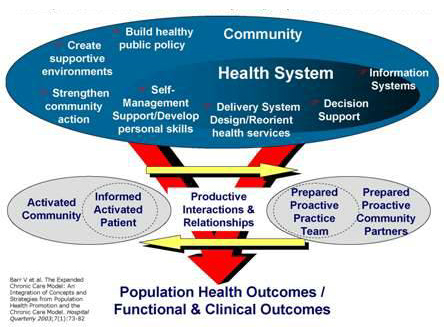 Build healthy
public policy
Community
Create
supportive
environments
Health System
Information
Systems
Strengthen
community
action
Self-
Management
Support/Develop
personal skills
Delivery System
Design/Reorient
health services
Decision
Support
Activated
Community
Informed
Activated
Patient
Productive
Interactions &
Relationships
Prepared
Proactive
Practice
Team
Prepared
Proactive
Community
Partners
Barr V et al. The Expanded
Chronic Care Model: An
Integration of Concepts and
Strategies from Population
Health Promotion and the
Chronic Care Model. Hospital
Quarterly 2003;7(1):73-82
Population Health Outcomes /
Functional & Clinical Outcomes